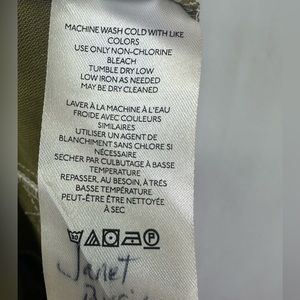 MACHINE WASH COLD WITH LIKE
COLORS
USE ONLY NON-CHLORINE
BLEACH
TUMBLE DRY LOW
LOW IRON AS NEEDED
MAY BE DRY CLEANED
LAVER À LA MACHINE À L'EAU
FROIDE AVEC COULEURS
SIMILAIRES
UTILISER UN AGENT DE
BLANCHIMENT SANS CHLORE SI
NÉCESSAIRE
SECHER PAR CULBUTAGE À BASSE
TEMPERATURE
REPASSER, AU BESOIN, À TRÈS
BASSE TEMPÉRATURE
PEUT-ÊTRE ÊTRE NETTOYÉE
À SEC
Janet